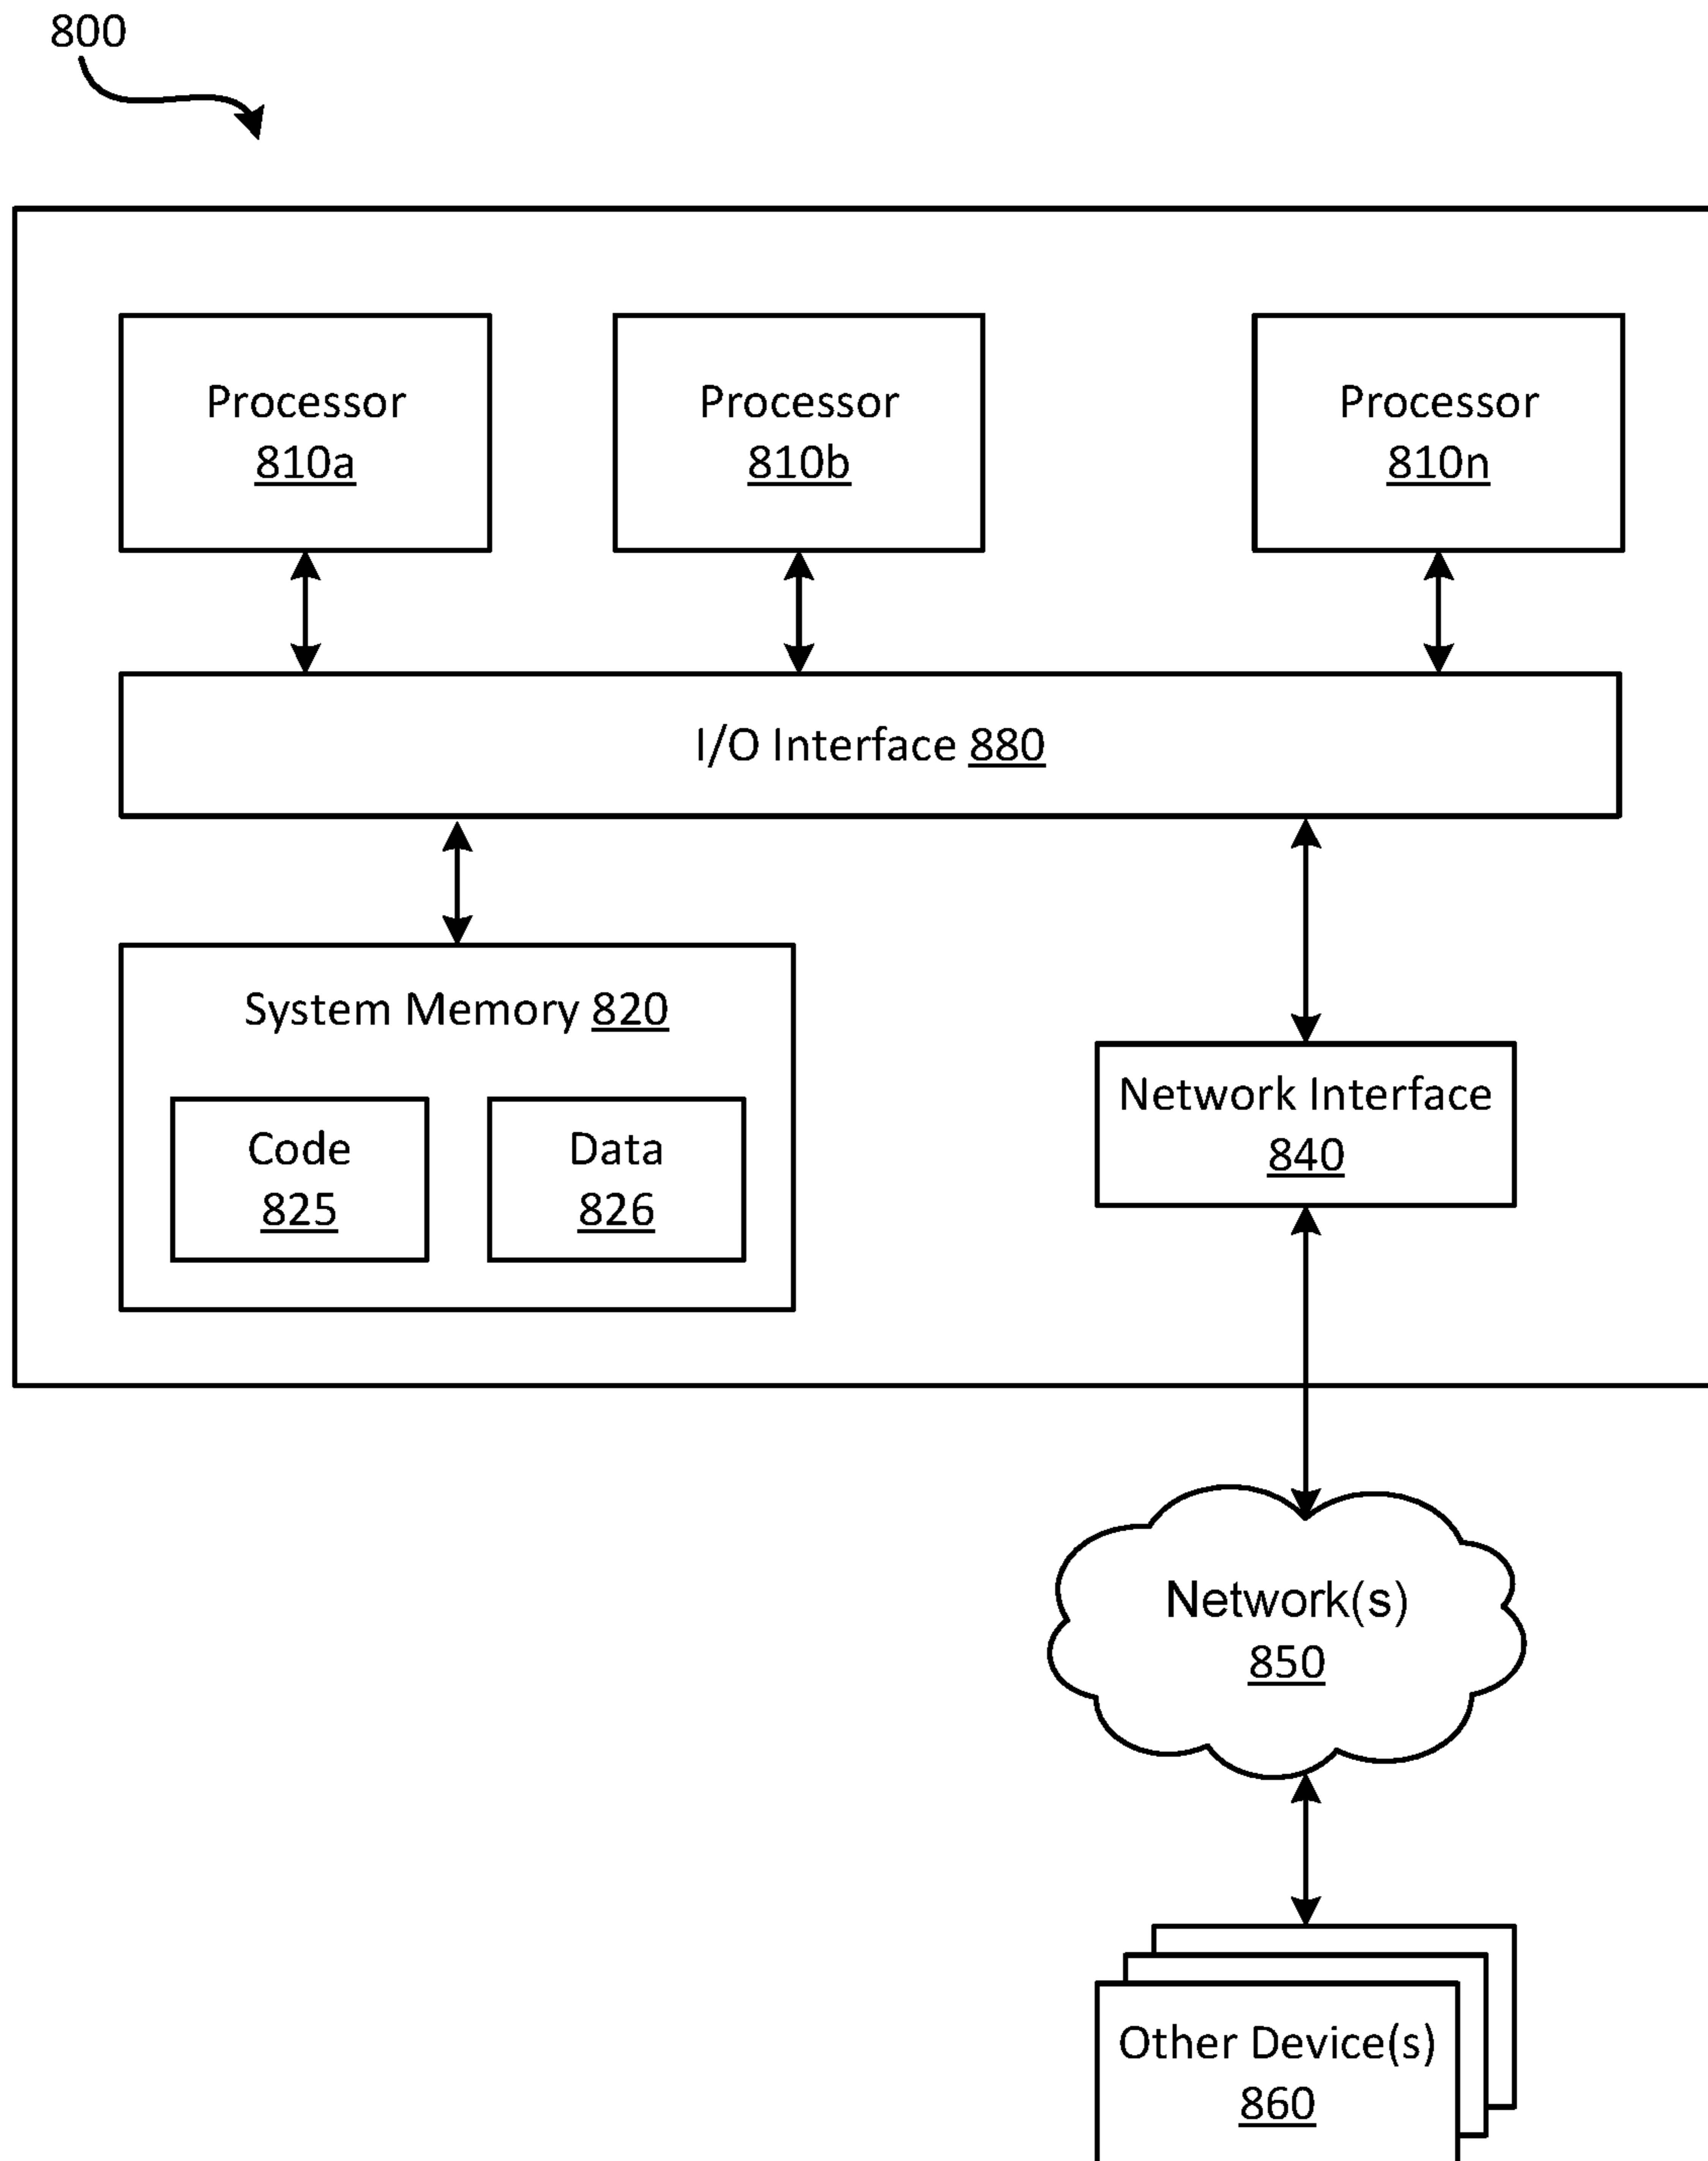 800
Processor
810a
Processor
810b
Processor
810n
I/O Interface 880
System Memory 820
Code
825
Data
826
Network Interface
840
Network(s)
850
Other Device(s)
860